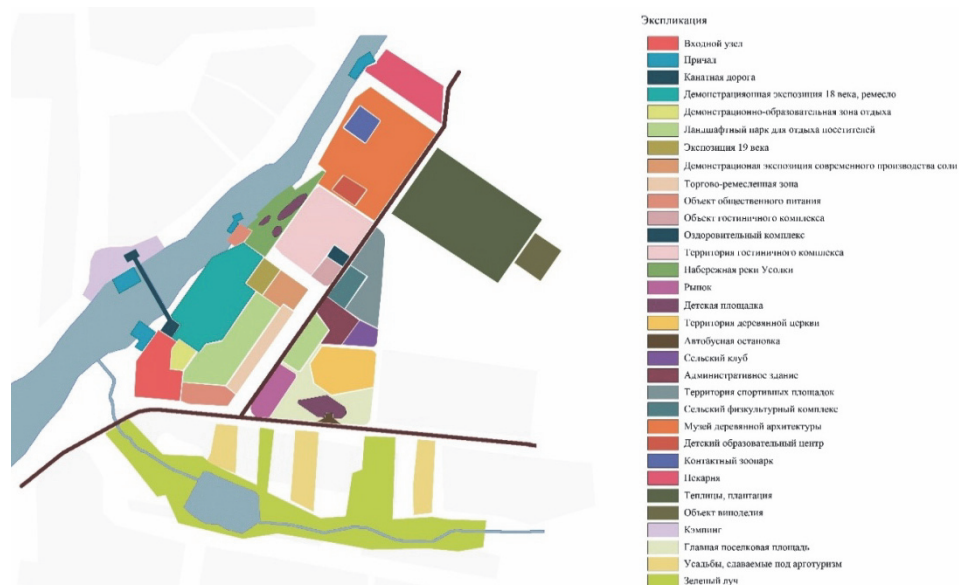 Экспликация
Входной узел
Причал
Канатная дорога
Демонстрационная экспозиция 18 века, ремесло
Демонстрационно-образовательная зона отдыха
Ландшафтный парк для отдыха посетителей
Экспозиция 19 века
Демонстрационая экспозиция современного производства соли
Торгово-ремесленная зона
Объект общественного питания
Объект гостиничного комплекса
Оздоровительный комплекс
Территория гостиничного комплекса
Набережная реки Усолки
Рынок
Детская площадка
Территория деревянной церкви
Автобусная остановка
Сельский клуб
Административное здание
Территория спортивных площадок
Сельский физкультурный комплекс
Музей деревянной архитектуры
Детский образовательный центр
Контактный зоопарк
Пекарня
Теплицы, плантация
Объект виноделия
Кэмпинг
Главная поселковая площадь
Усадьбы, сдаваемые под арготуризм
Зеленый луч